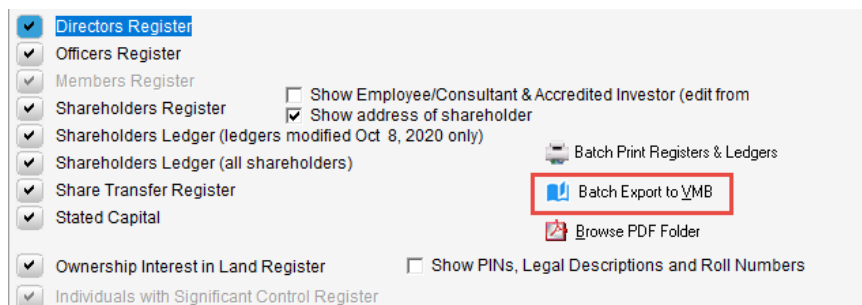 Directors Register
Officers Register
Members Register
Show Employee/Consultant & Accredited Investor (edit from
Shareholders Register
Show address of shareholder
Shareholders Ledger (ledgers modified Oct 8, 2020 only)
Batch Print Registers & Ledgers
Shareholders Ledger (all shareholders)
Share Transfer Register
Batch Export to VMB
Stated Capital
Browse PDF Folder
Ownership Interest in Land Register
Show PINs, Legal Descriptions and Roll Numbers
Individuals with Significant Control Register